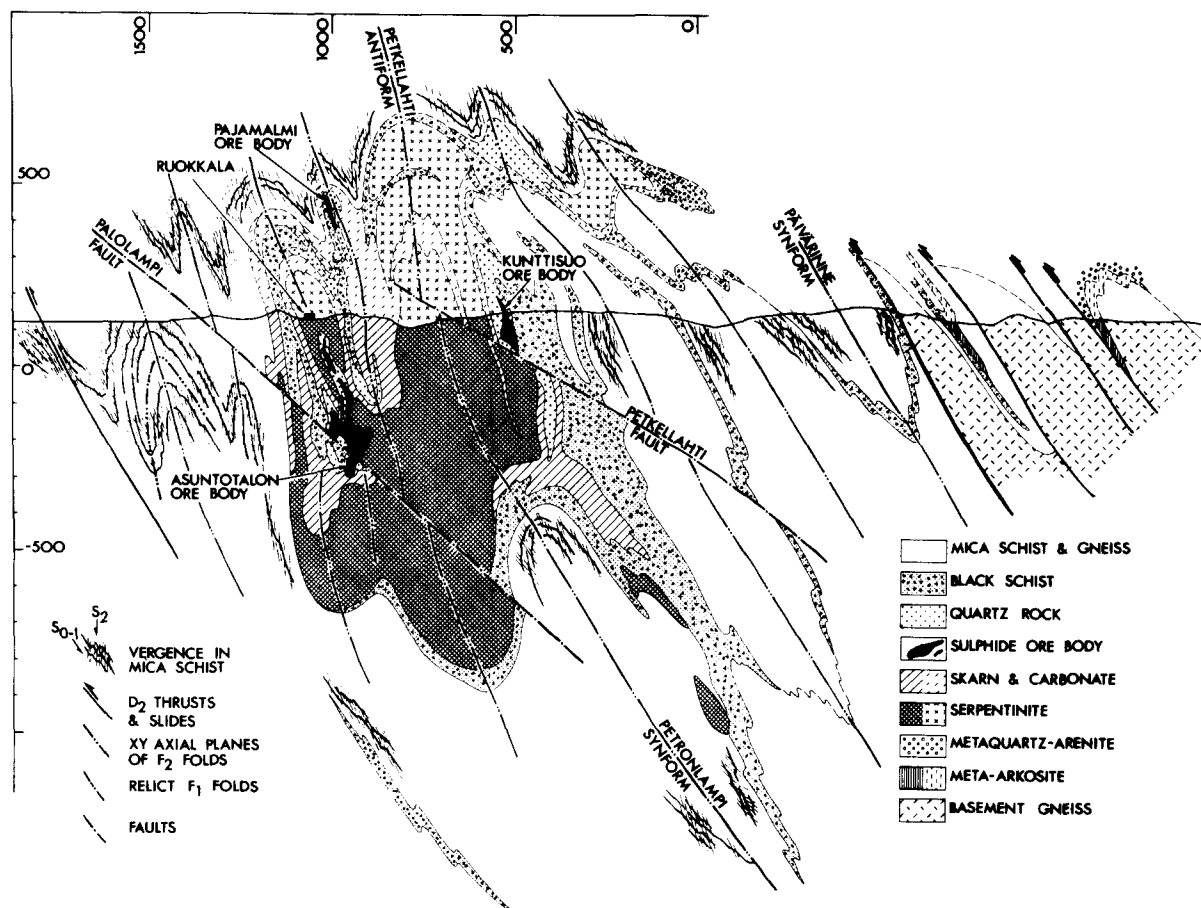 1500
1000
500
0
PETKELLAHTI
ANTIFORM
PAJAMALMI
ORE BODY
RUOKKALA
500
PALOLAMPI
FAULT
KUNTTISUO
ORE BODY
PÄIVÄRINNE
SYNFORM
0
PETKELLAHTI
FAULT
ASUNTOTALON
ORE BODY
-500
PETRONLAMPI
SYNFORM
S2
S0-1
VERGENCE IN
MICA SCHIST
D2 THRUSTS
& SLIDES
XY AXIAL PLANES
OF F2 FOLDS
RELICT F1 FOLDS
FAULTS
MICA SCHIST & GNEISS
BLACK SCHIST
QUARTZ ROCK
SULPHIDE ORE BODY
SKARN & CARBONATE
SERPENTINITE
METAQUARTZ-ARENITE
META-ARKOSITE
BASEMENT GNEISS